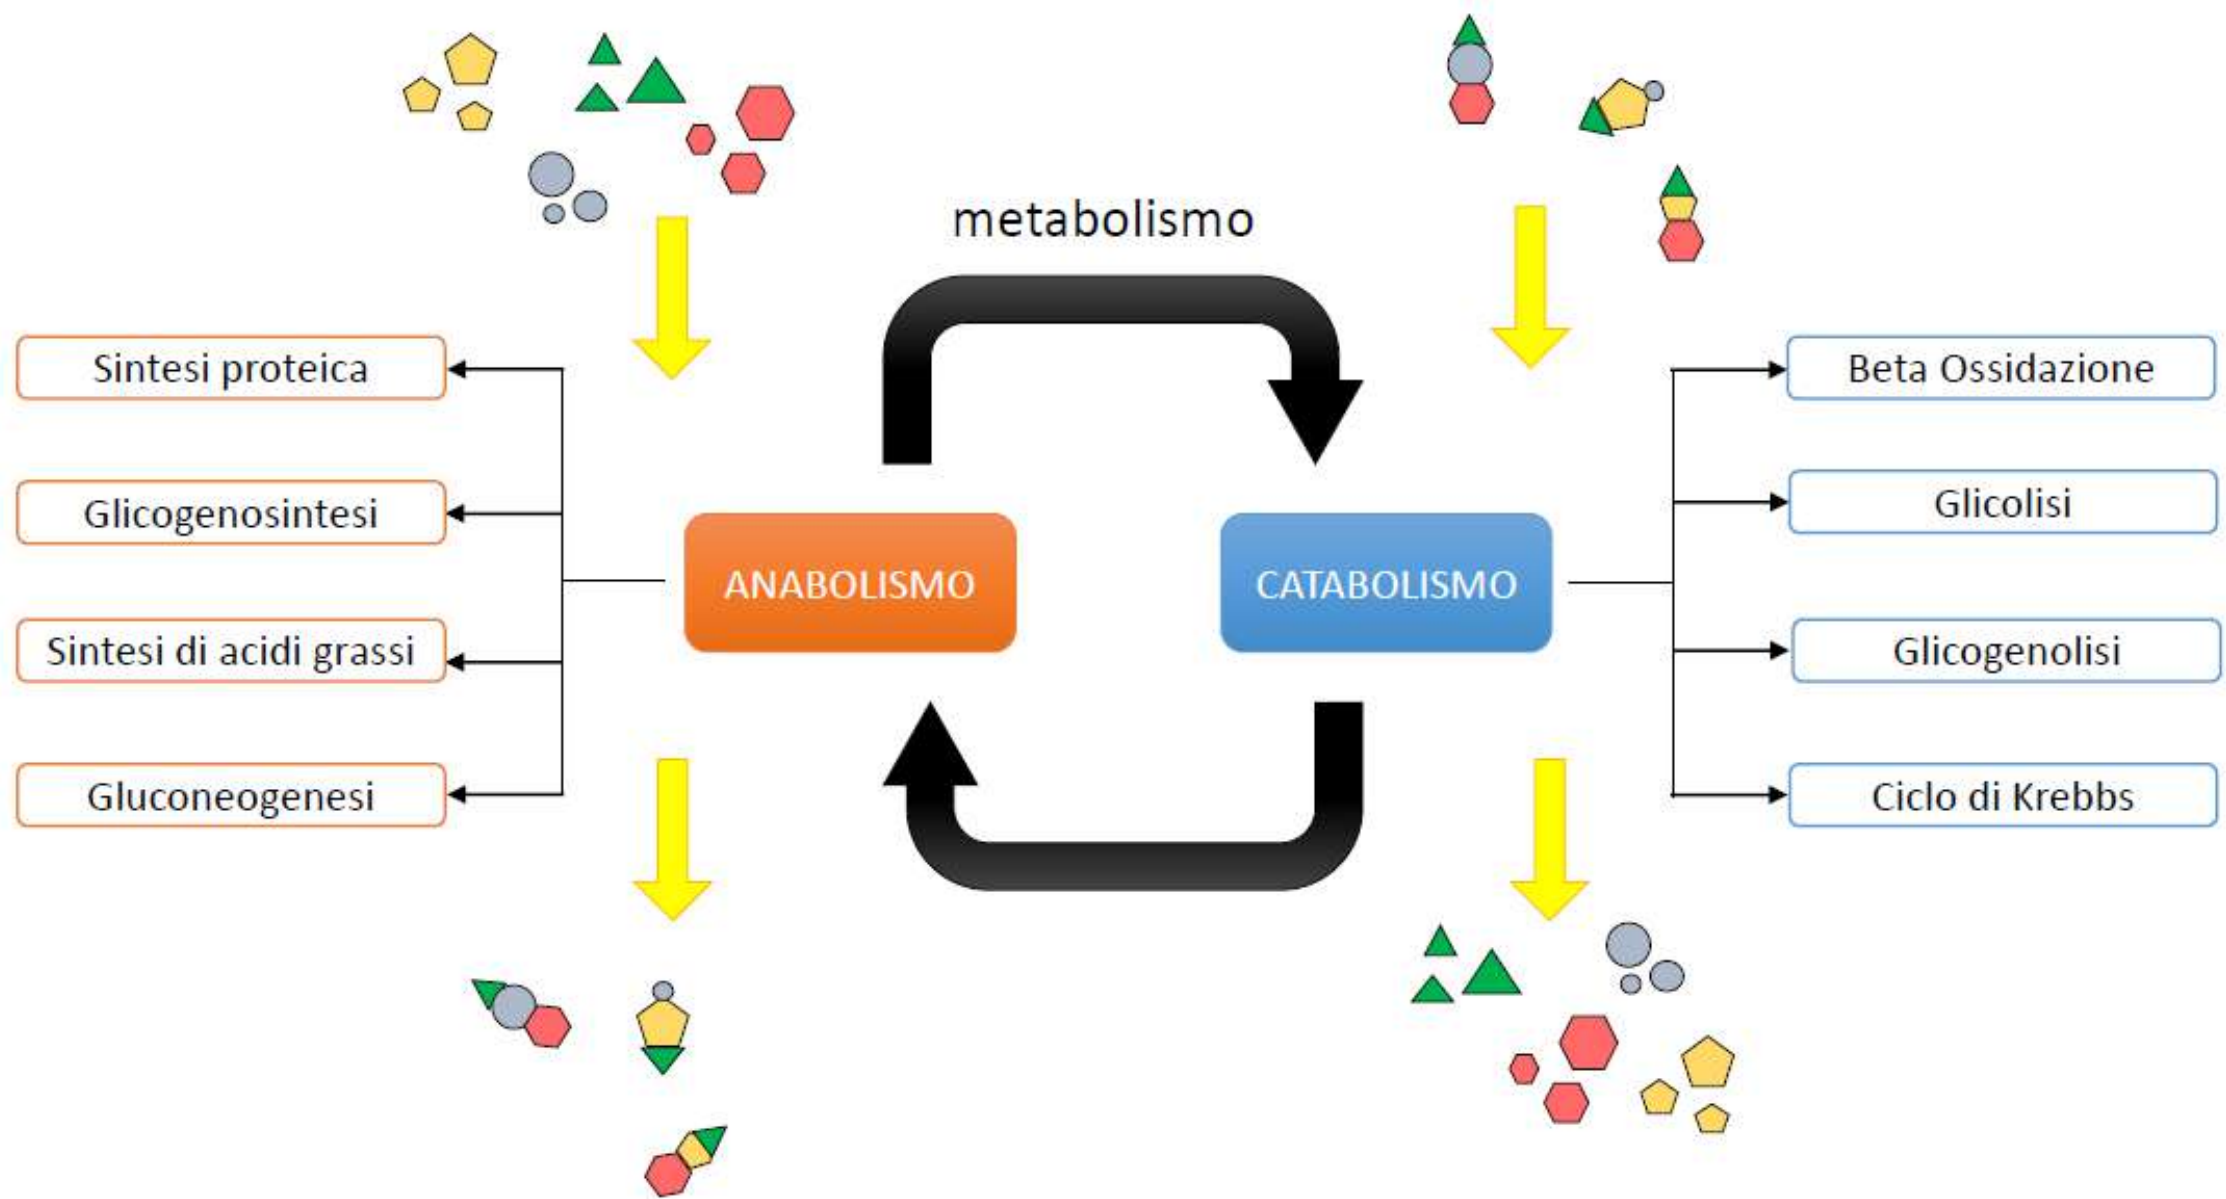 metabolismo
Sintesi proteica
Glicogenosintesi
Sintesi di acidi grassi
Gluconeogenesi
ANABOLISMO
CATABOLISMO
Beta Ossidazione
Glicolisi
Glicogenolisi
Ciclo di Krebbs